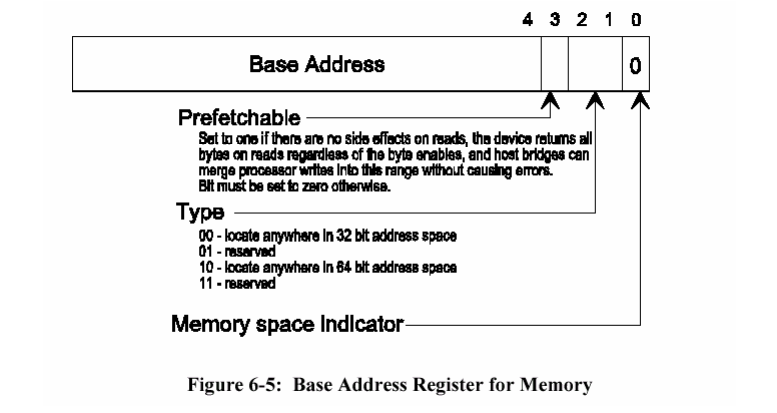 4 3 2 1 0
Base Address
0
Prefetchable
Set to one if there are no side effects on reads, the device returns all
bytes on reads regardless of the byte enables, and host bridges can
merge processor writes into this range without causing errors.
Bit must be set to zero otherwise.
Type
00 - locate anywhere in 32 bit address space
01 - reserved
10 - locate anywhere in 64 bit address space
11 - reserved
Memory space indicator
Figure 6-5: Base Address Register for Memory